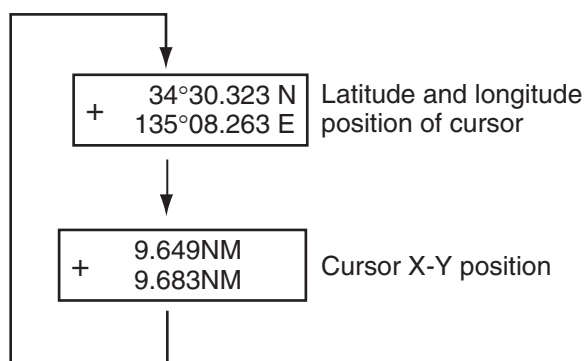 + 34°30.323 N
135°08.263 E
Latitude and longitude
position of cursor
+ 9.649NM
9.683NM
Cursor X-Y position